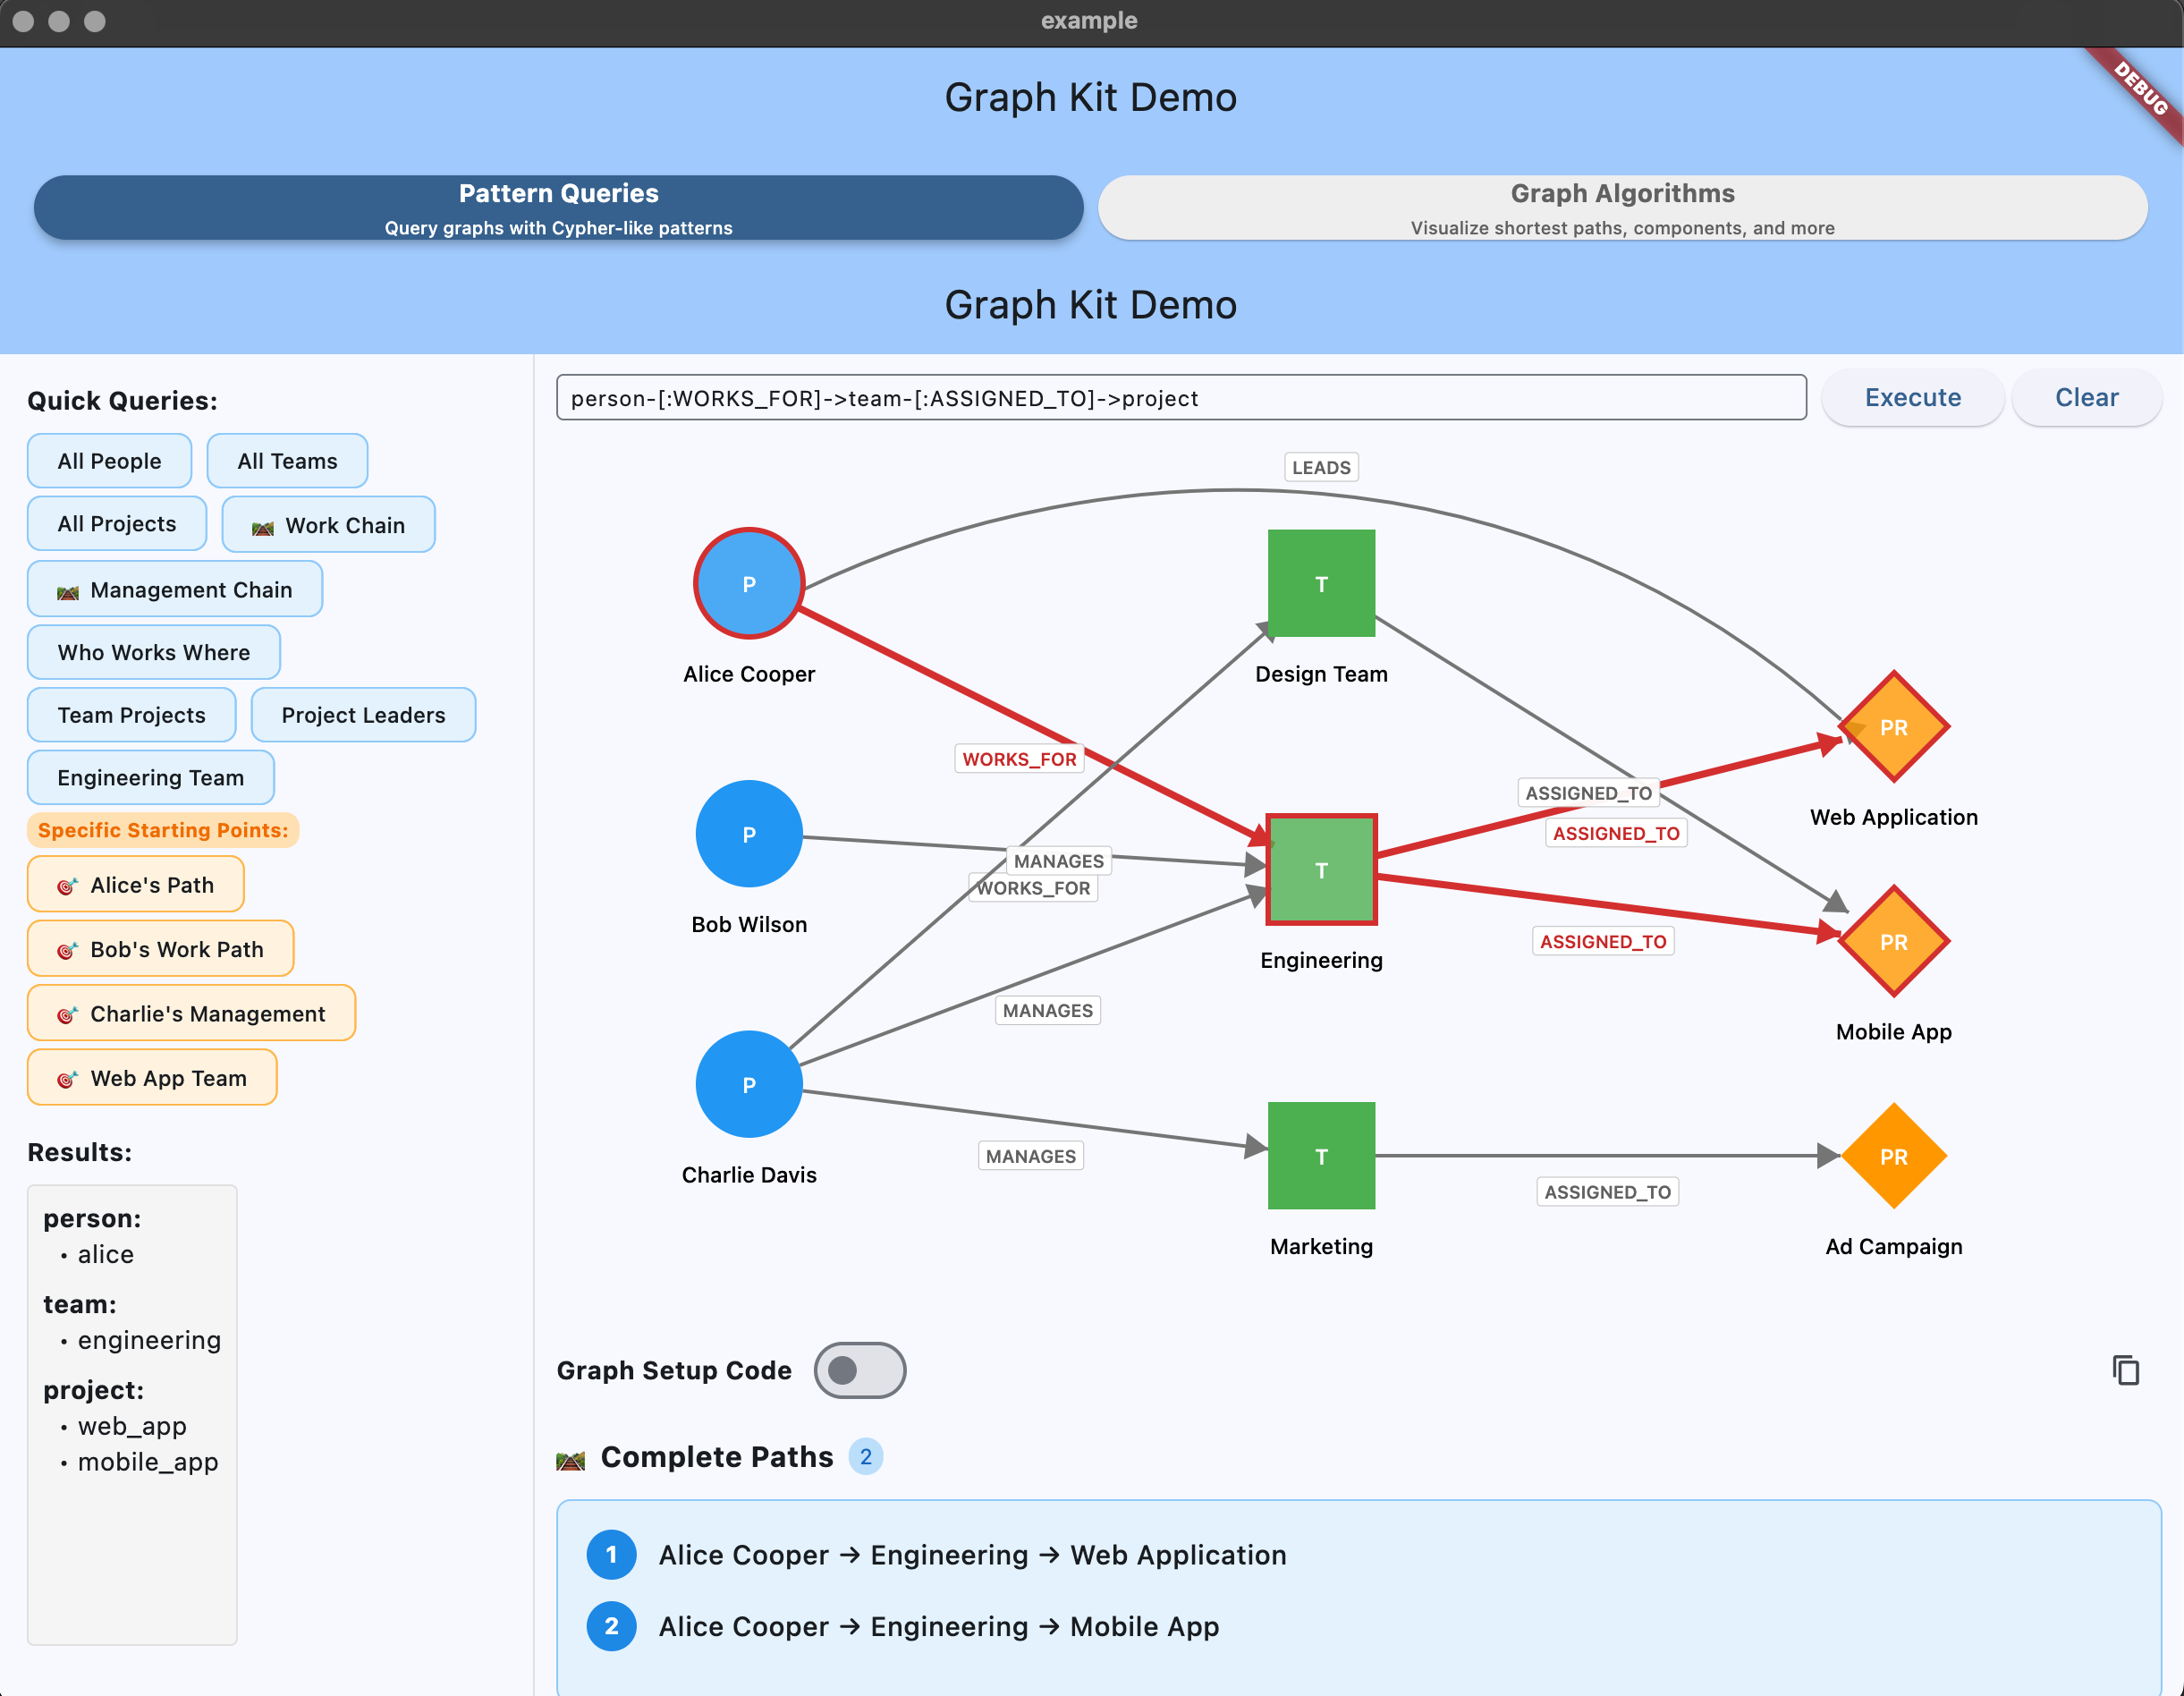 example
DEBUG
Graph Kit Demo
Pattern Queries
Query graphs with Cypher-like patterns
Graph Algorithms
Visualize shortest paths, components, and more
Graph Kit Demo
Quick Queries:
All People
All Teams
All Projects
Work Chain
Management Chain
Who Works Where
Team Projects
Project Leaders
Engineering Team
Specific Starting Points:
Alice's Path
Bob's Work Path
Charlie's Management
Web App Team
Results:
person:
• alice
team:
• engineering
project:
• web_app
• mobile_app
person-[:WORKS_FOR]->team-[:ASSIGNED_TO]->project
Execute
Clear
LEADS
P
Alice Cooper
T
Design Team
PR
Web Application
WORKS_FOR
ASSIGNED_TO
ASSIGNED_TO
P
Bob Wilson
MANAGES
WORKS_FOR
T
Engineering
ASSIGNED_TO
PR
Mobile App
MANAGES
P
Charlie Davis
MANAGES
T
Marketing
ASSIGNED_TO
PR
Ad Campaign
Graph Setup Code
Complete Paths 2
1 Alice Cooper → Engineering → Web Application
2 Alice Cooper → Engineering → Mobile App